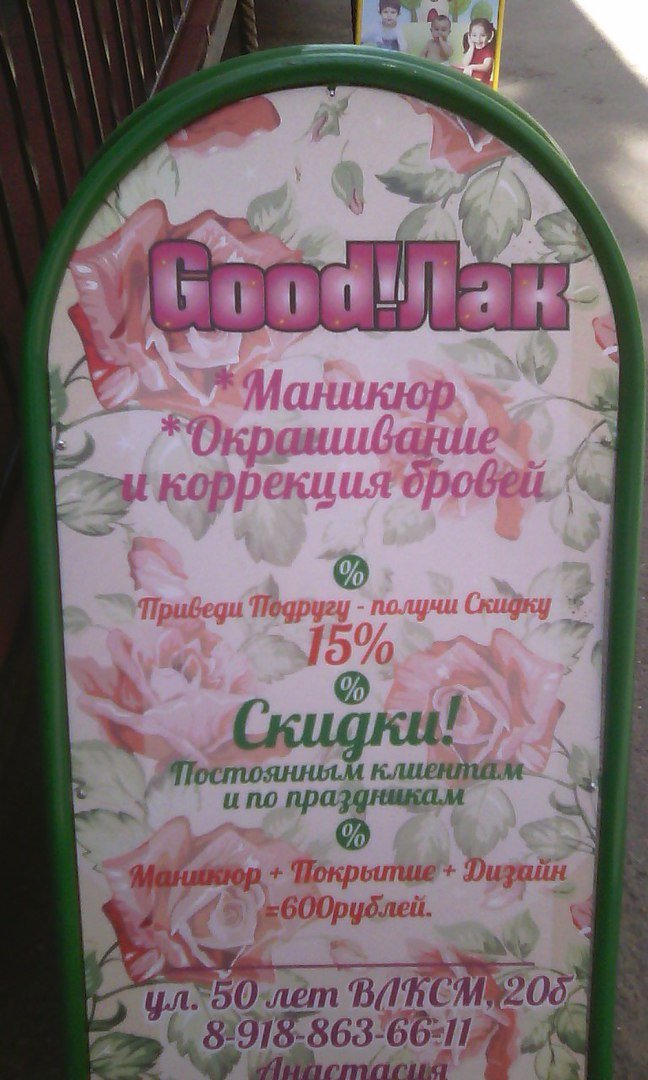 Good!Лак
* Маникюр
* Окрашивание
и коррекция бровей
%
Приведи Подругу - получи Скидку
15%
%
Скидки!
Постоянным клиентам
и по праздникам
%
Маникюр + Покрытие + Дизайн
=600рублей.
ул. 50 лет ВЛКСМ, 20б
8-918-863-66-11
Анастасия